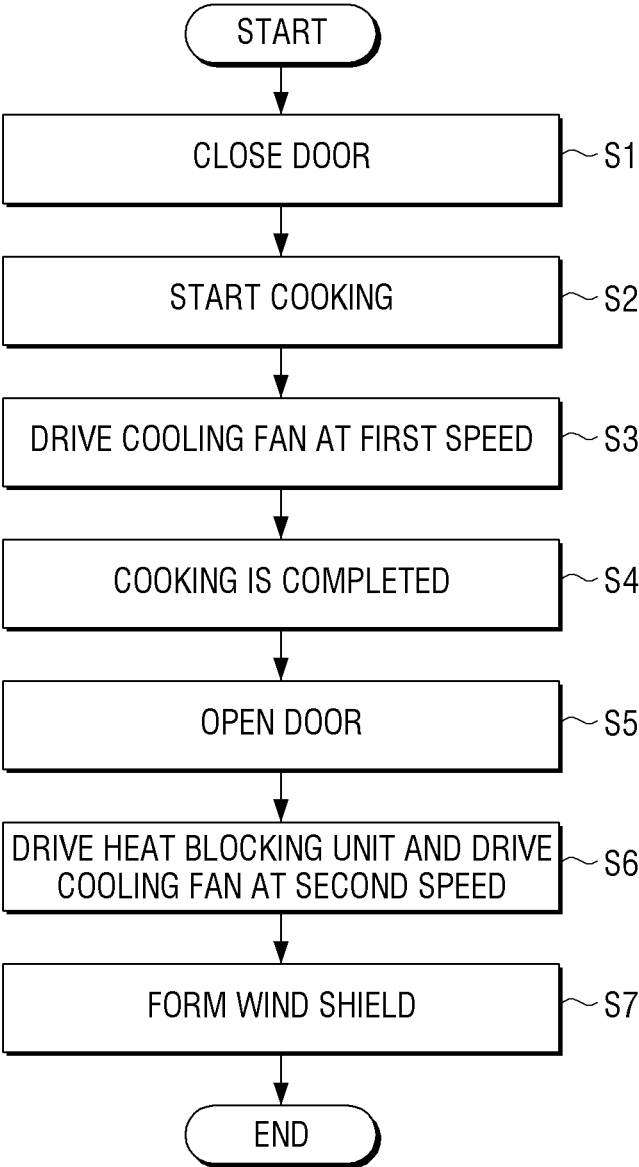 START
CLOSE DOOR
S1
START COOKING
S2
DRIVE COOLING FAN AT FIRST SPEED
S3
COOKING IS COMPLETED
S4
OPEN DOOR
S5
DRIVE HEAT BLOCKING UNIT AND DRIVE
COOLING FAN AT SECOND SPEED
S6
FORM WIND SHIELD
S7
END